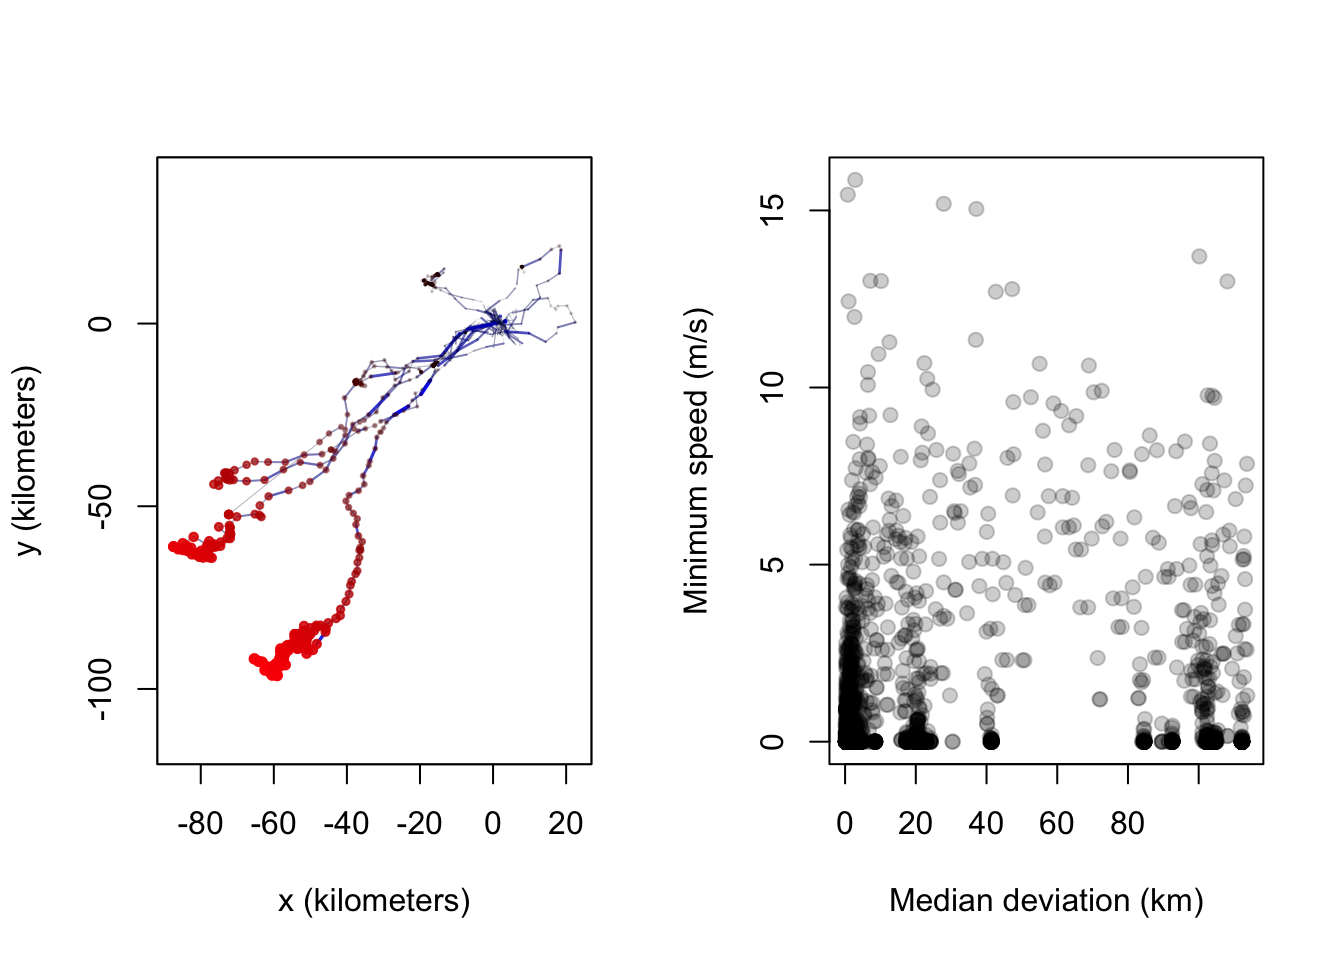 y (kilometers)
0
-50
-100
-80 -60 -40 -20 0 20
x (kilometers)
Minimum speed (m/s)
15
10
5
0
0 20 40 60 80
Median deviation (km)